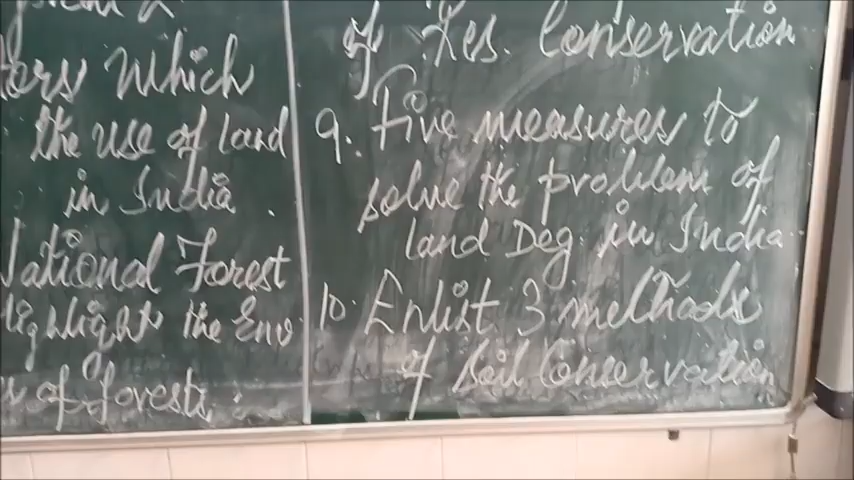 which
the use of land
in India.
National Forest
highlight the Env
of forests.
of Res. Conservation
9. Five measures to
solve the problem of
land Deg. in India.
10. Enlist 3 methods
of soil Conservation